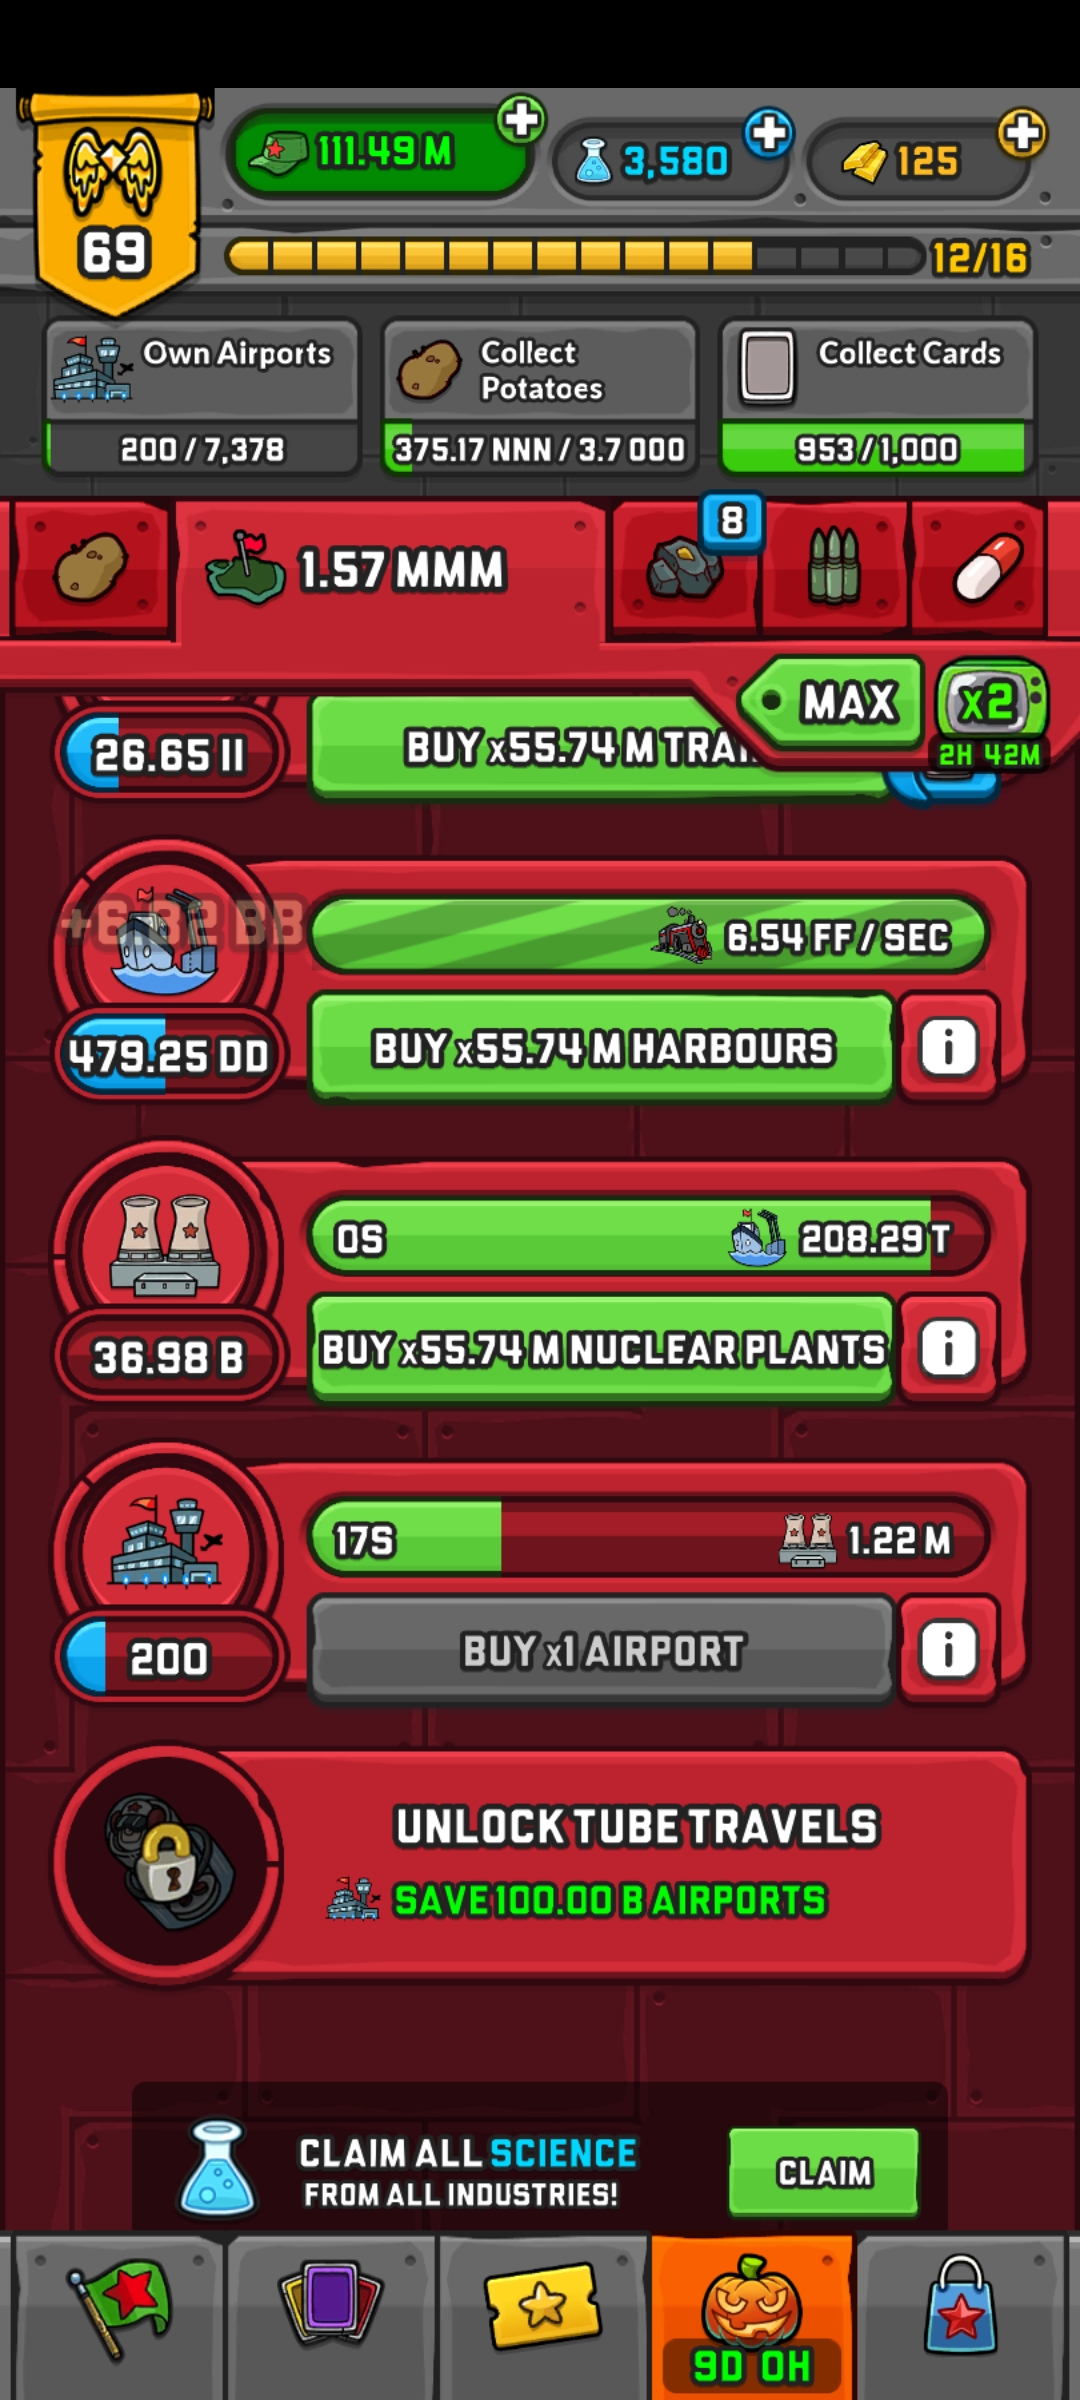 69
111.49 M
3,580
125
12/16
Own Airports
200 / 7,378
Collect
Potatoes
375.17 NNN / 3.7 OOO
Collect Cards
953 / 1,000
1.57 MMM
8
MAX
x2
2H 42M
26.65 II
BUY x55.74 M
+6.82 BB
6.54 FF / SEC
479.25 DD
BUY x55.74 M HARBOURS
i
0S
208.29 T
36.98 B
BUY x55.74 M NUCLEAR PLANTS
i
17S
1.22 M
200
BUY x1 AIRPORT
i
UNLOCK TUBE TRAVELS
SAVE 100.00 B AIRPORTS
CLAIM ALL SCIENCE
FROM ALL INDUSTRIES!
CLAIM
9D 0H